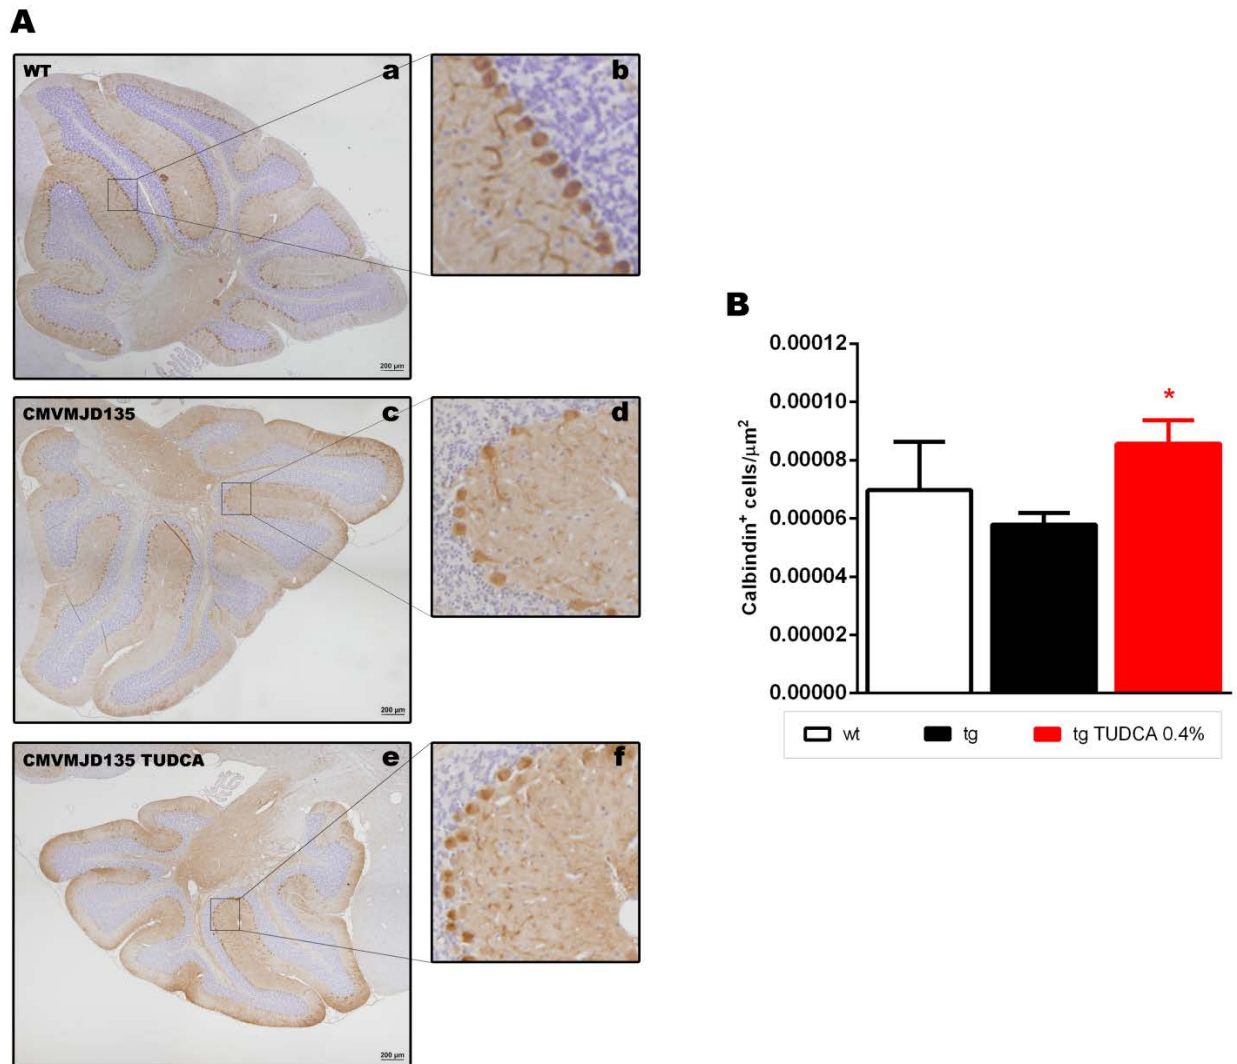 A
WT
a
b
200 µm
CMVMJD135
c
d
200 µm
CMVMJD135 TUDCA
e
f
200 µm
B
0.00012
0.00010
0.00008
0.00006
0.00004
0.00002
0.00000
Calbindin⁺ cells/µm²
*
wt tg tg TUDCA 0.4%